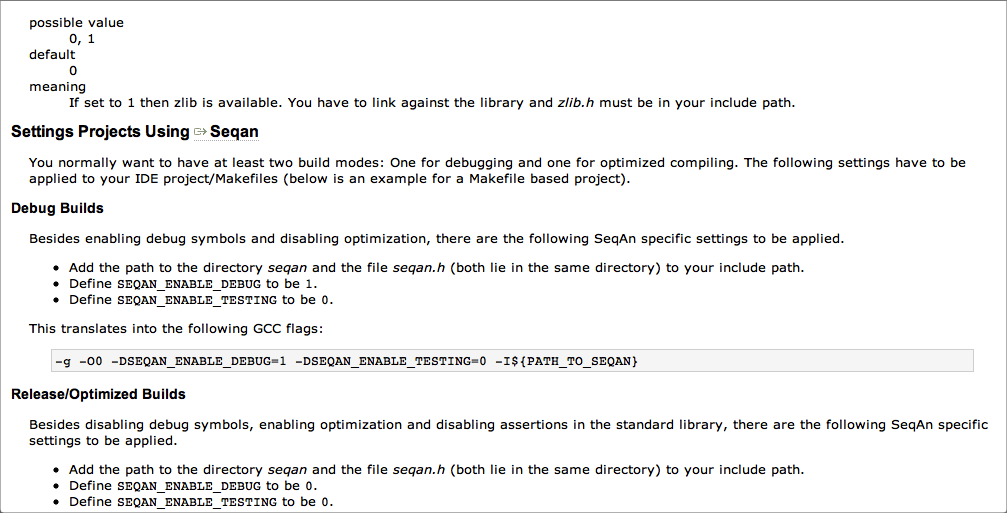 possible value
0, 1
default
0
meaning
If set to 1 then zlib is available. You have to link against the library and zlib.h must be in your include path.
Settings Projects Using Seqan
You normally want to have at least two build modes: One for debugging and one for optimized compiling. The following settings have to be
applied to your IDE project/Makefiles (below is an example for a Makefile based project).
Debug Builds
Besides enabling debug symbols and disabling optimization, there are the following SeqAn specific settings to be applied.
• Add the path to the directory seqan and the file seqan.h (both lie in the same directory) to your include path.
• Define SEQAN_ENABLE_DEBUG to be 1.
• Define SEQAN_ENABLE_TESTING to be 0.
This translates into the following GCC flags:
-g -O0 -DSEQAN_ENABLE_DEBUG=1 -DSEQAN_ENABLE_TESTING=0 -I${PATH_TO_SEQAN}
Release/Optimized Builds
Besides disabling debug symbols, enabling optimization and disabling assertions in the standard library, there are the following SeqAn specific
settings to be applied.
• Add the path to the directory seqan and the file seqan.h (both lie in the same directory) to your include path.
• Define SEQAN_ENABLE_DEBUG to be 0.
• Define SEQAN_ENABLE_TESTING to be 0.